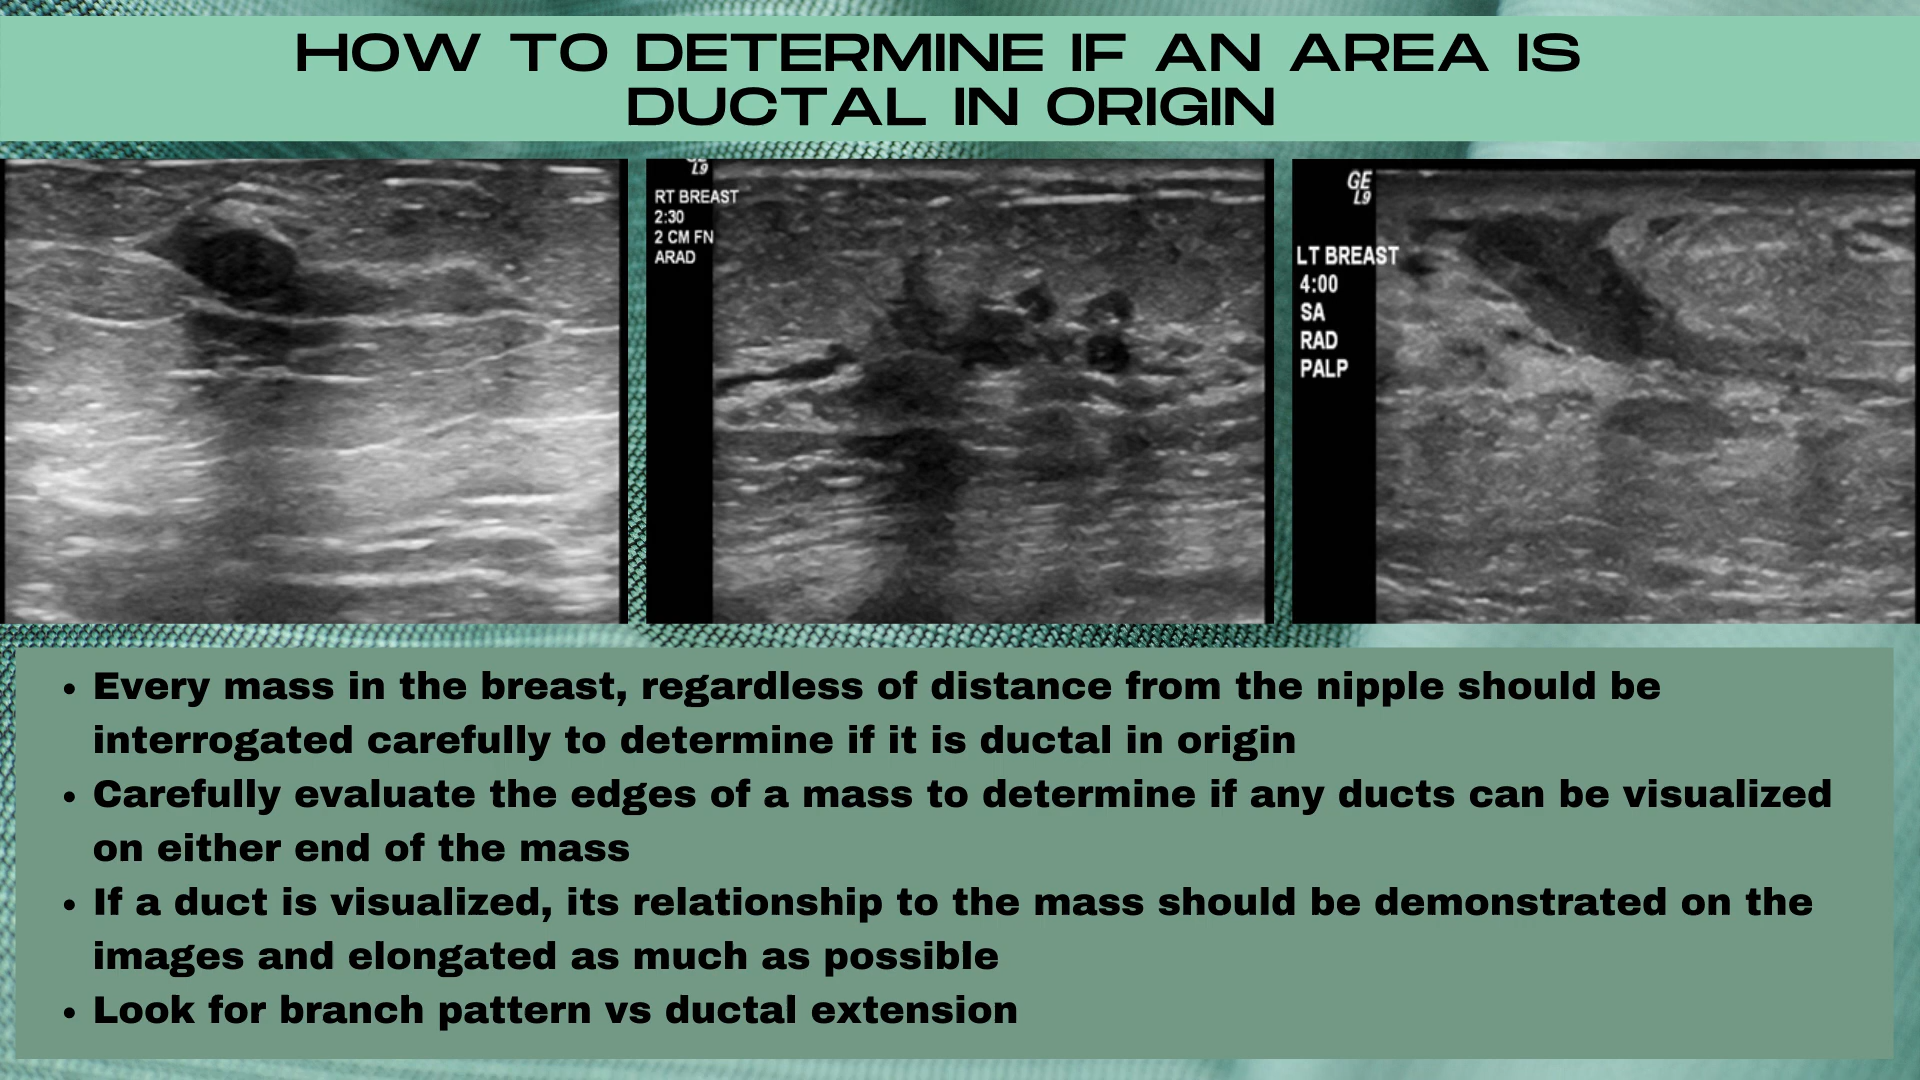 HOW TO DETERMINE IF AN AREA IS
DUCTAL IN ORIGIN
GE
L9
RT BREAST
2:30
2 CM FN
ARAD
GE
L9
LT BREAST
4:00
SA
RAD
PALP
• Every mass in the breast, regardless of distance from the nipple should be
interrogated carefully to determine if it is ductal in origin
• Carefully evaluate the edges of a mass to determine if any ducts can be visualized
on either end of the mass
• If a duct is visualized, its relationship to the mass should be demonstrated on the
images and elongated as much as possible
• Look for branch pattern vs ductal extension